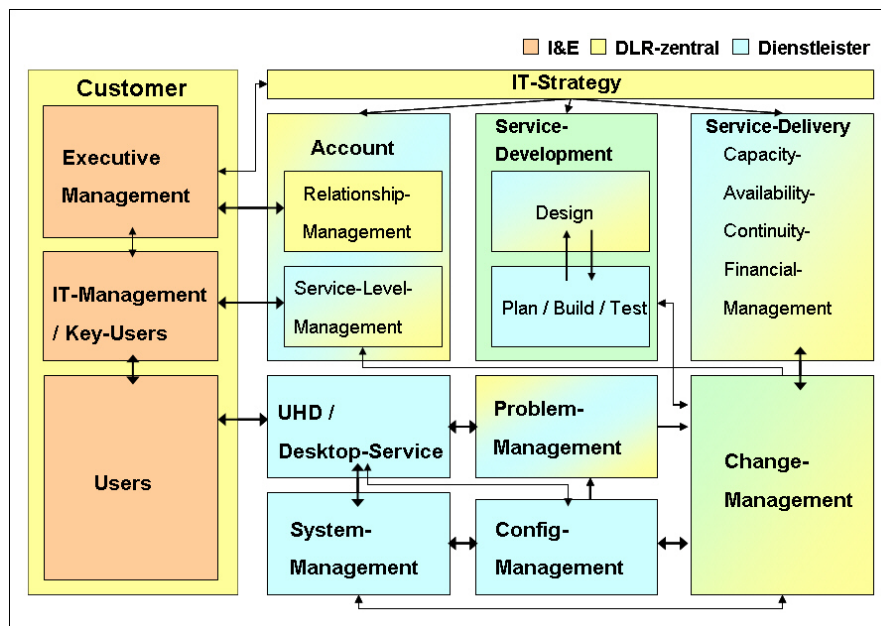 I&E DLR-zentral Dienstleister
Customer
IT-Strategy
Executive
Management
IT-Management
/ Key-Users
Users
Account
Relationship-
Management
Service-Level-
Management
Service-
Development
Design
Plan / Build / Test
Service-Delivery
Capacity-
Availability-
Continuity-
Financial-
Management
UHD /
Desktop-Service
Problem-
Management
Change-
Management
System-
Management
Config-
Management